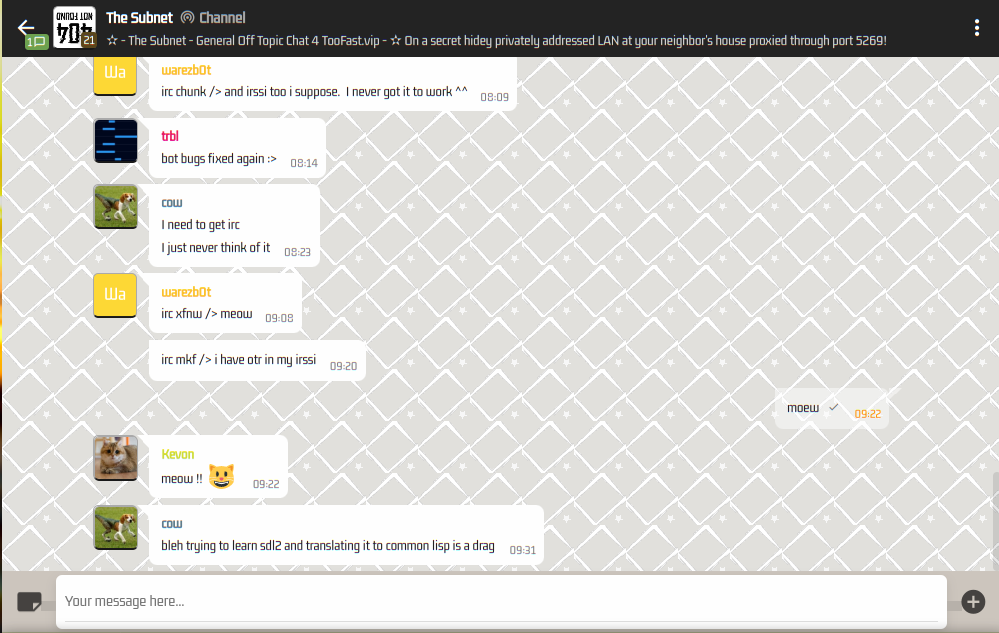 The Subnet Channel
☆ - The Subnet - General Off Topic Chat 4 TooFast.vip - ☆ On a secret hidey privately addressed LAN at your neighbor's house proxied through port 5269!
1
NOT FOUND
404
21
Wa
warezb0t
irc chunk /> and irssi too i suppose. I never got it to work ^^ 08:09
trbl
bot bugs fixed again :> 08:14
cow
I need to get irc
I just never think of it 08:23
Wa
warezb0t
irc xfnw /> meow 09:08
irc mkf /> i have otr in my irssi 09:20
moew ✓ 09:22
Kevon
meow !! 😺 09:22
cow
bleh trying to learn sdl2 and translating it to common lisp is a drag 09:31
Your message here...